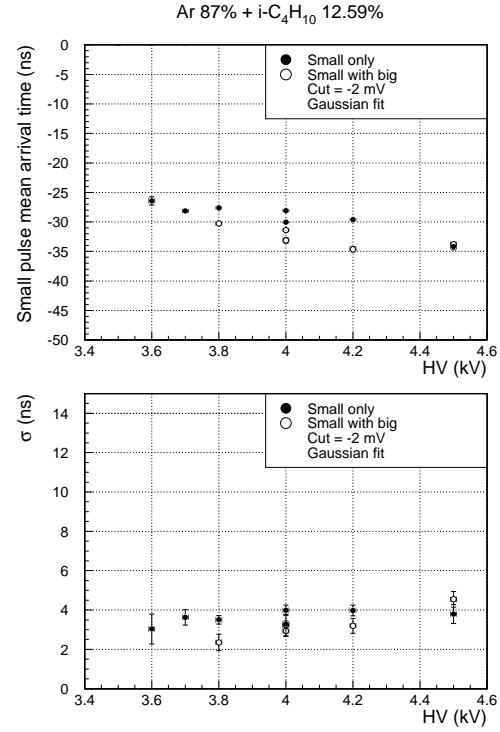 Ar 87% + i-C₄H₁₀ 12.59%
Small pulse mean arrival time (ns)
0
-5
-10
-15
-20
-25
-30
-35
-40
-45
-50
Small only
Small with big
Cut = -2 mV
Gaussian fit
3.4 3.6 3.8 4 4.2 4.4 4.6
HV (kV)
σ (ns)
14
12
10
8
6
4
2
0
Small only
Small with big
Cut = -2 mV
Gaussian fit
3.4 3.6 3.8 4 4.2 4.4 4.6
HV (kV)